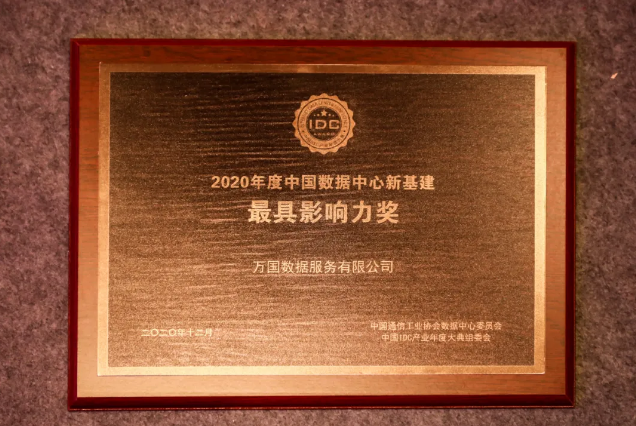 IDC
2020年度中国数据中心新基建
最具影响力奖
万国数据服务有限公司
二〇二〇年十二月
中国通信工业协会数据中心委员会
中国IDC产业年度大典组委会